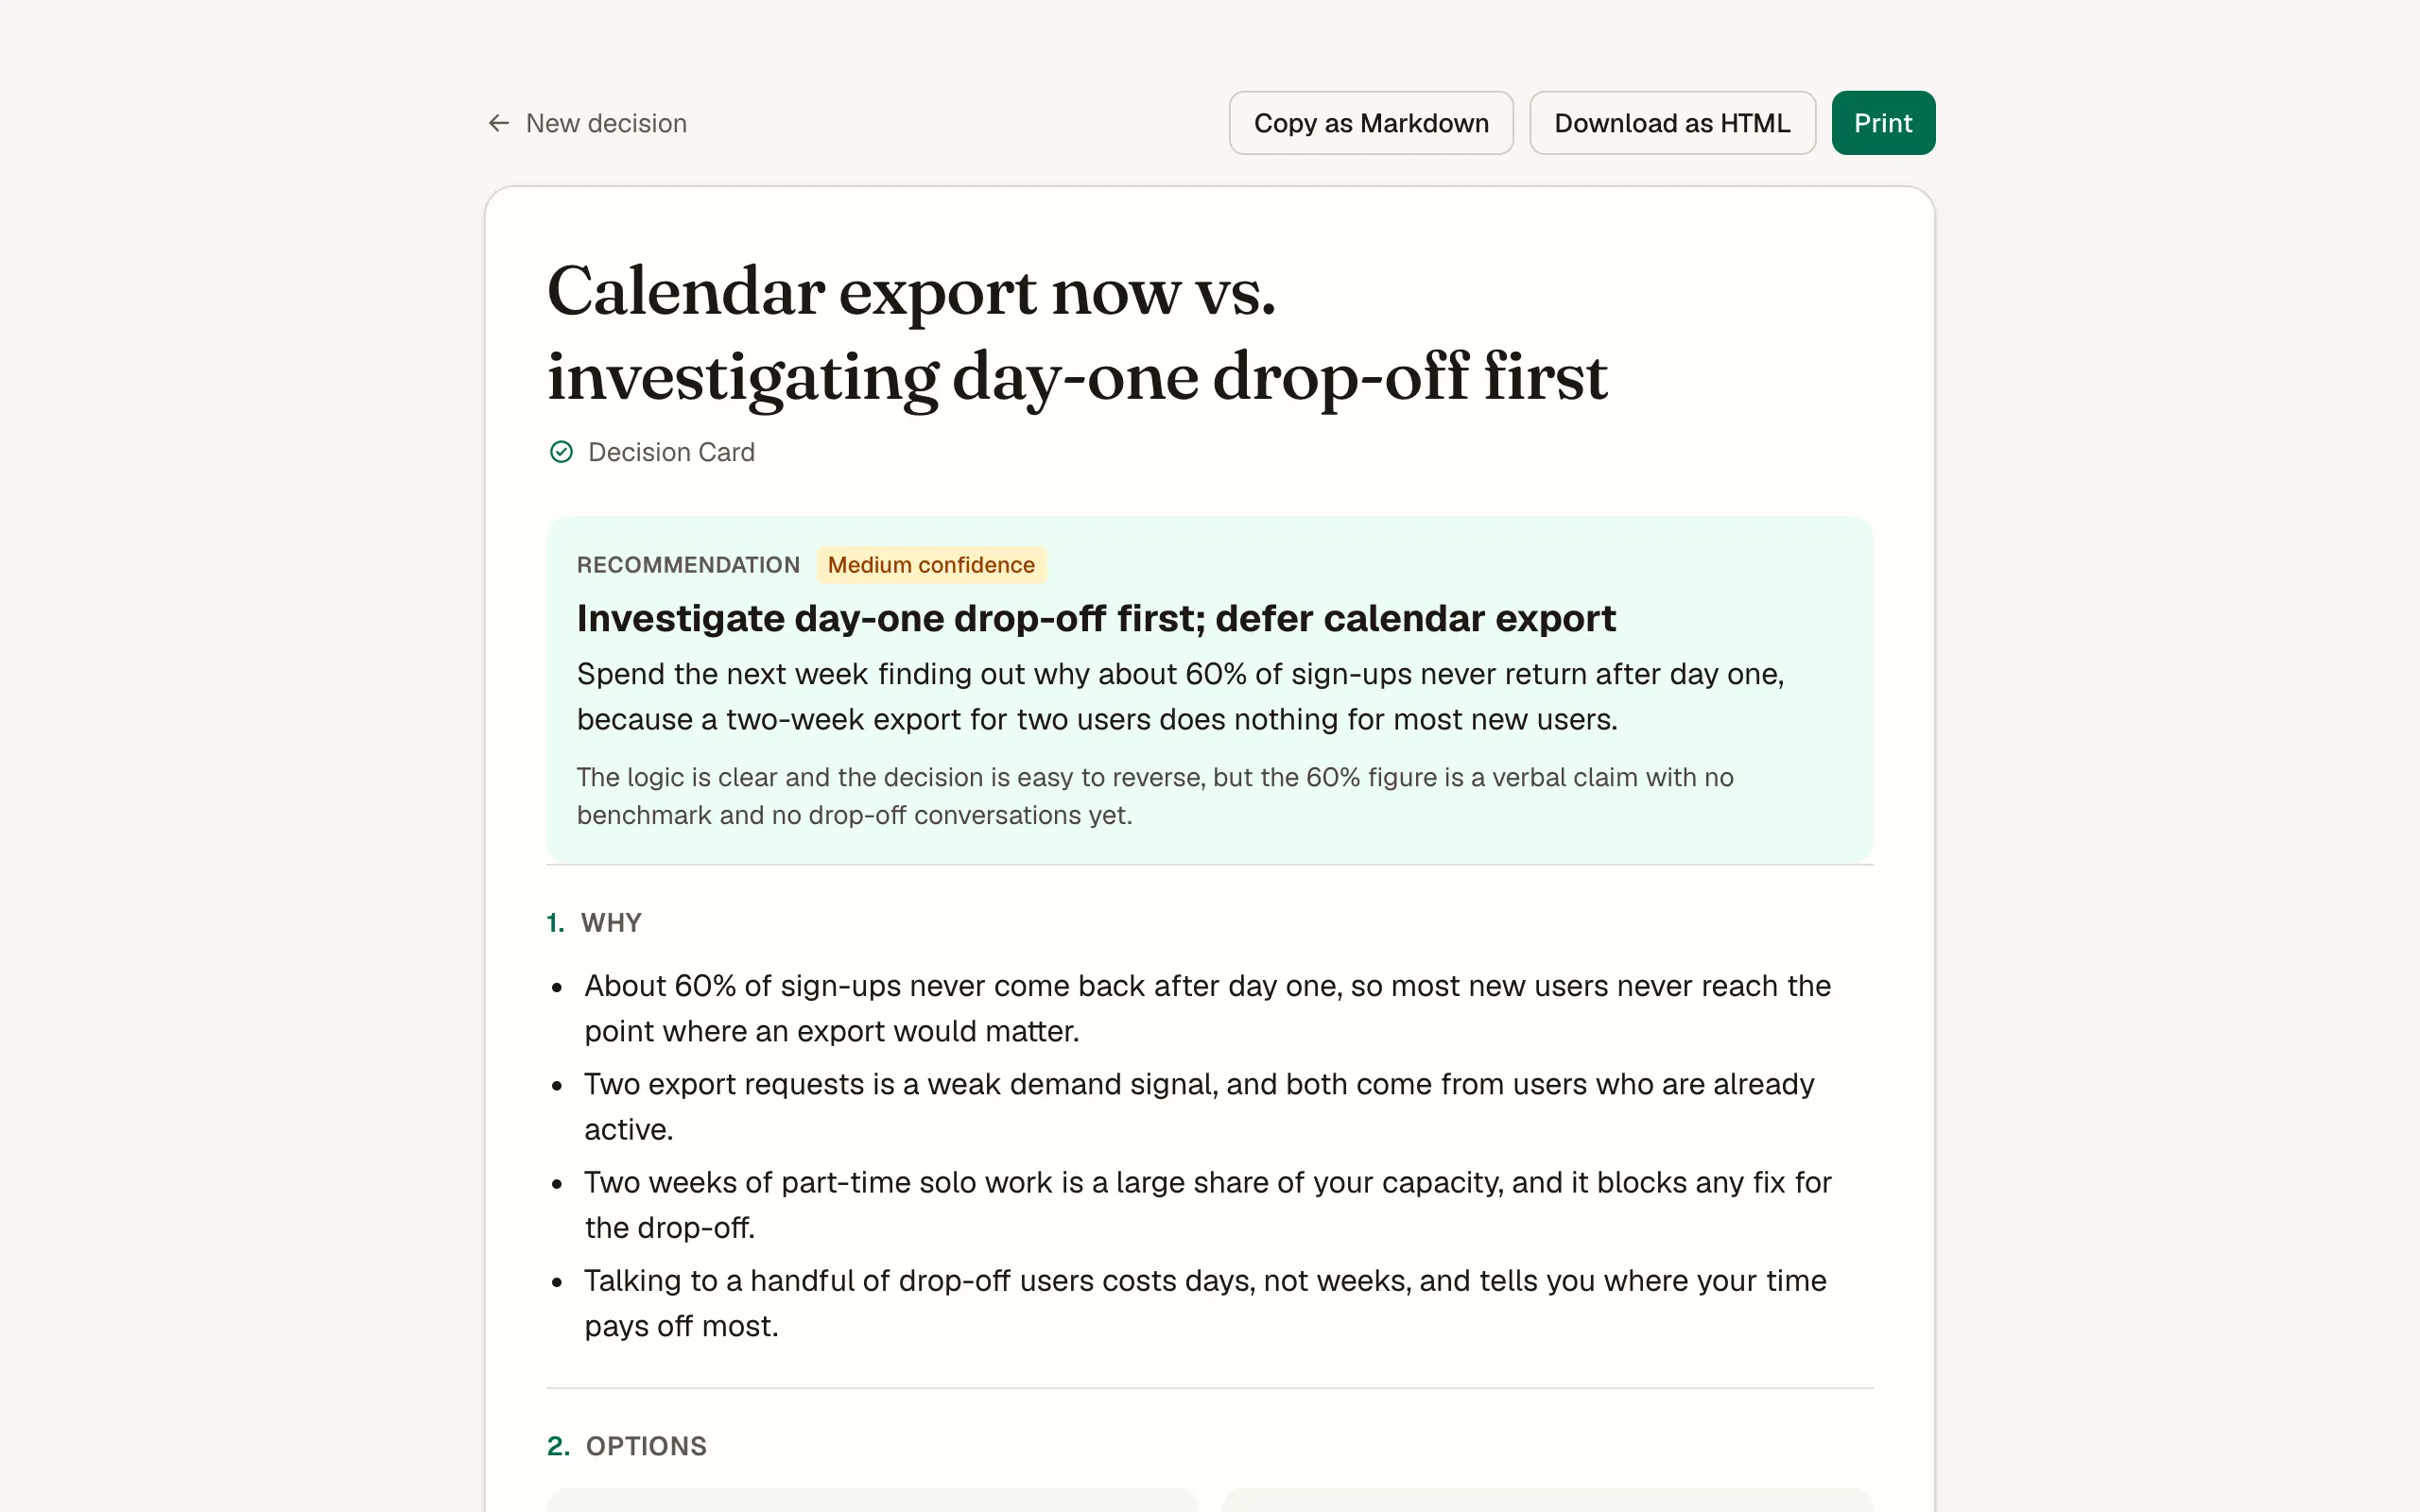 New decision
Copy as Markdown
Download as HTML
Print
Calendar export now vs.
investigating day-one drop-off first
Decision Card
RECOMMENDATION
Medium confidence
Investigate day-one drop-off first; defer calendar export
Spend the next week finding out why about 60% of sign-ups never return after day one,
because a two-week export for two users does nothing for most new users.
The logic is clear and the decision is easy to reverse, but the 60% figure is a verbal claim with no
benchmark and no drop-off conversations yet.
1. WHY
• About 60% of sign-ups never come back after day one, so most new users never reach the
point where an export would matter.
• Two export requests is a weak demand signal, and both come from users who are already
active.
• Two weeks of part-time solo work is a large share of your capacity, and it blocks any fix for
the drop-off.
• Talking to a handful of drop-off users costs days, not weeks, and tells you where your time
pays off most.
2. OPTIONS